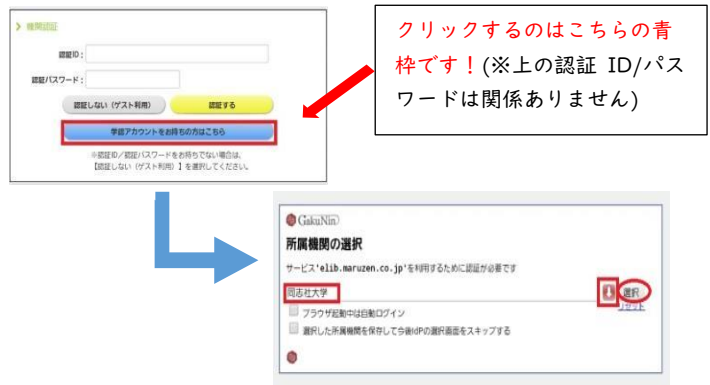 機関認証
認証ID：
認証パスワード：
認証しない（ゲスト利用）
認証する
学認アカウントをお持ちの方はこちら
※認証ID／認証パスワードをお持ちでない場合は、
【認証しない（ゲスト利用）】を選択してください。
クリックするのはこちらの青
枠です！(※上の認証 ID/パス
ワードは関係ありません)
GakuNin
所属機関の選択
サービス'elib.maruzen.co.jp'を利用するために認証が必要です
同志社大学
選択
リセット
ブラウザ起動中は自動ログイン
選択した所属機関を保存して今後IdPの選択画面をスキップする